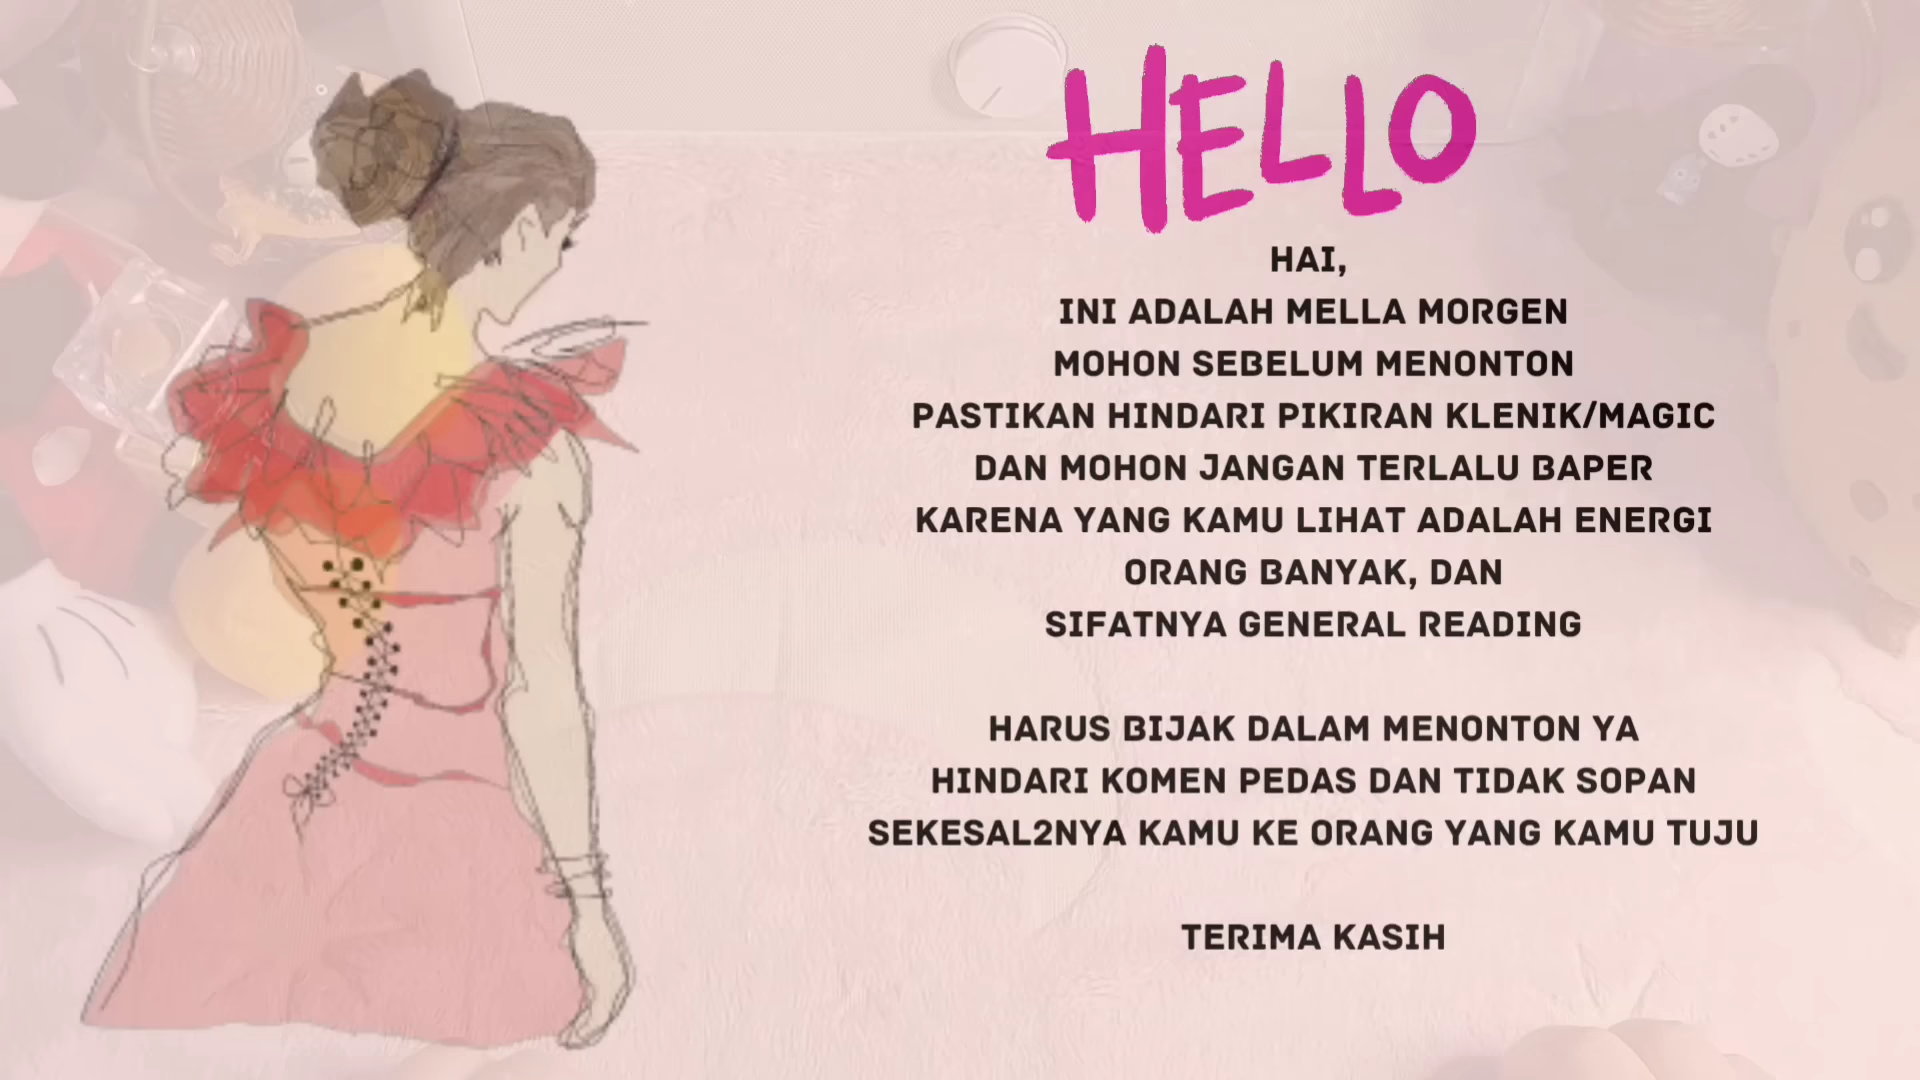 HELLO
HAI,
INI ADALAH MELLA MORGEN
MOHON SEBELUM MENONTON
PASTIKAN HINDARI PIKIRAN KLENIK/MAGIC
DAN MOHON JANGAN TERLALU BAPER
KARENA YANG KAMU LIHAT ADALAH ENERGI
ORANG BANYAK, DAN
SIFATNYA GENERAL READING
HARUS BIJAK DALAM MENONTON YA
HINDARI KOMEN PEDAS DAN TIDAK SOPAN
SEKESAL2NYA KAMU KE ORANG YANG KAMU TUJU
TERIMA KASIH